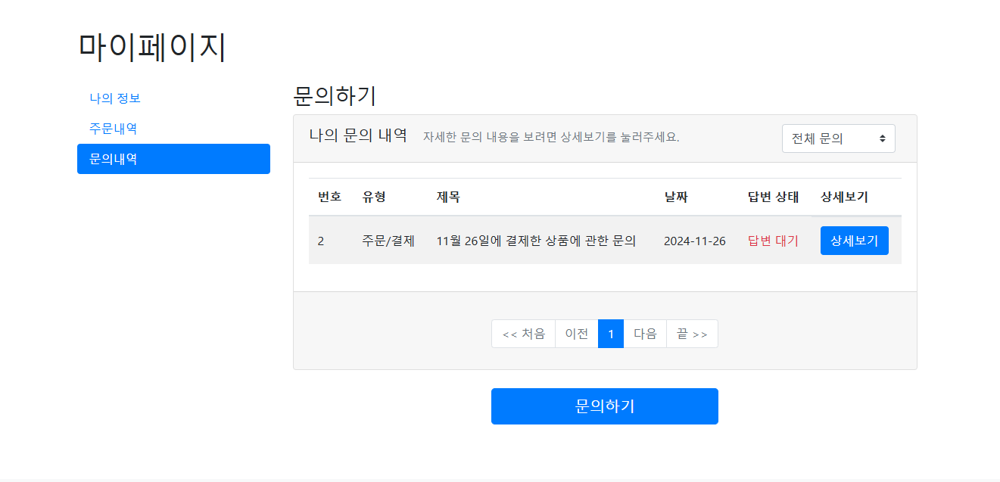 마이페이지
나의 정보
주문내역
문의내역
문의하기
나의 문의 내역 자세한 문의 내용을 보려면 상세보기를 눌러주세요. 전체 문의
번호 유형 제목 날짜 답변 상태 상세보기
2 주문/결제 11월 26일에 결제한 상품에 관한 문의 2024-11-26 답변 대기 상세보기
<< 처음 이전 1 다음 끝 >>
문의하기